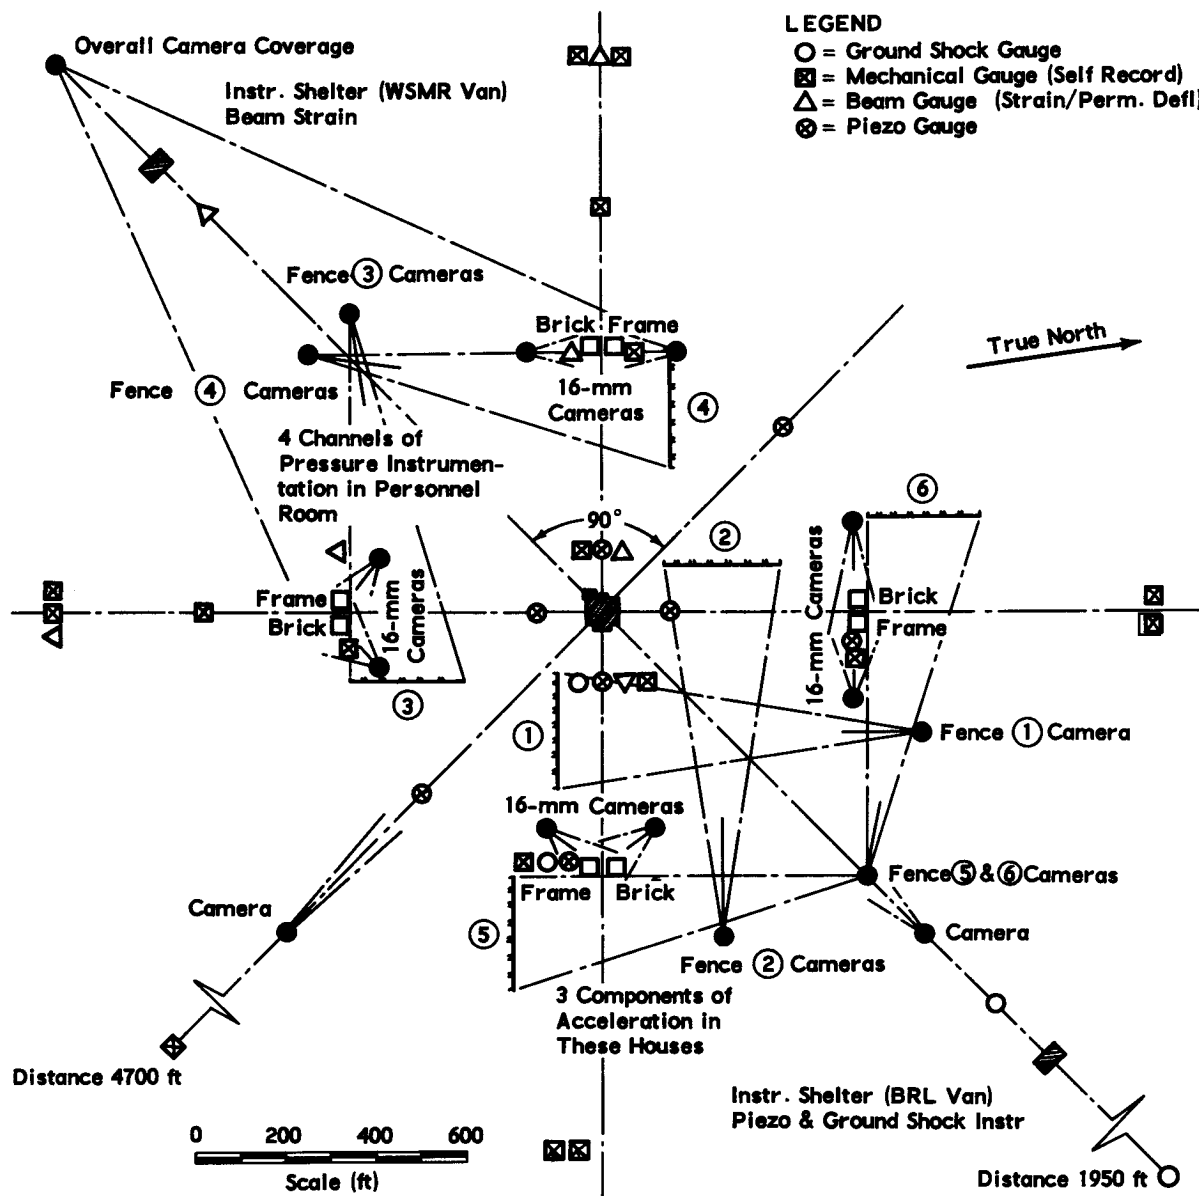 LEGEND
Overall Camera Coverage
= Ground Shock Gauge
= Mechanical Gauge (Self Record)
Instr. Shelter (WSMR Van)
Beam Strain
= Beam Gauge (Strain/Perm. Defl)
= Piezo Gauge
Fence 3 Cameras
Brick Frame
True North
Fence 4 Cameras
16-mm
Cameras
4
4 Channels of
Pressure Instrumen-
tation in Personnel
Room
6
90°
2
16-mm Cameras
16-mm Cameras
Frame
Brick
Brick
Frame
3
1
Fence 1 Camera
16-mm Cameras
Frame Brick
Fence 5 & 6 Cameras
Camera
5
Camera
Fence 2 Cameras
3 Components of
Acceleration in
These Houses
Distance 4700 ft
Instr. Shelter (BRL Van)
Piezo & Ground Shock Instr
0 200 400 600
Scale (ft)
Distance 1950 ft